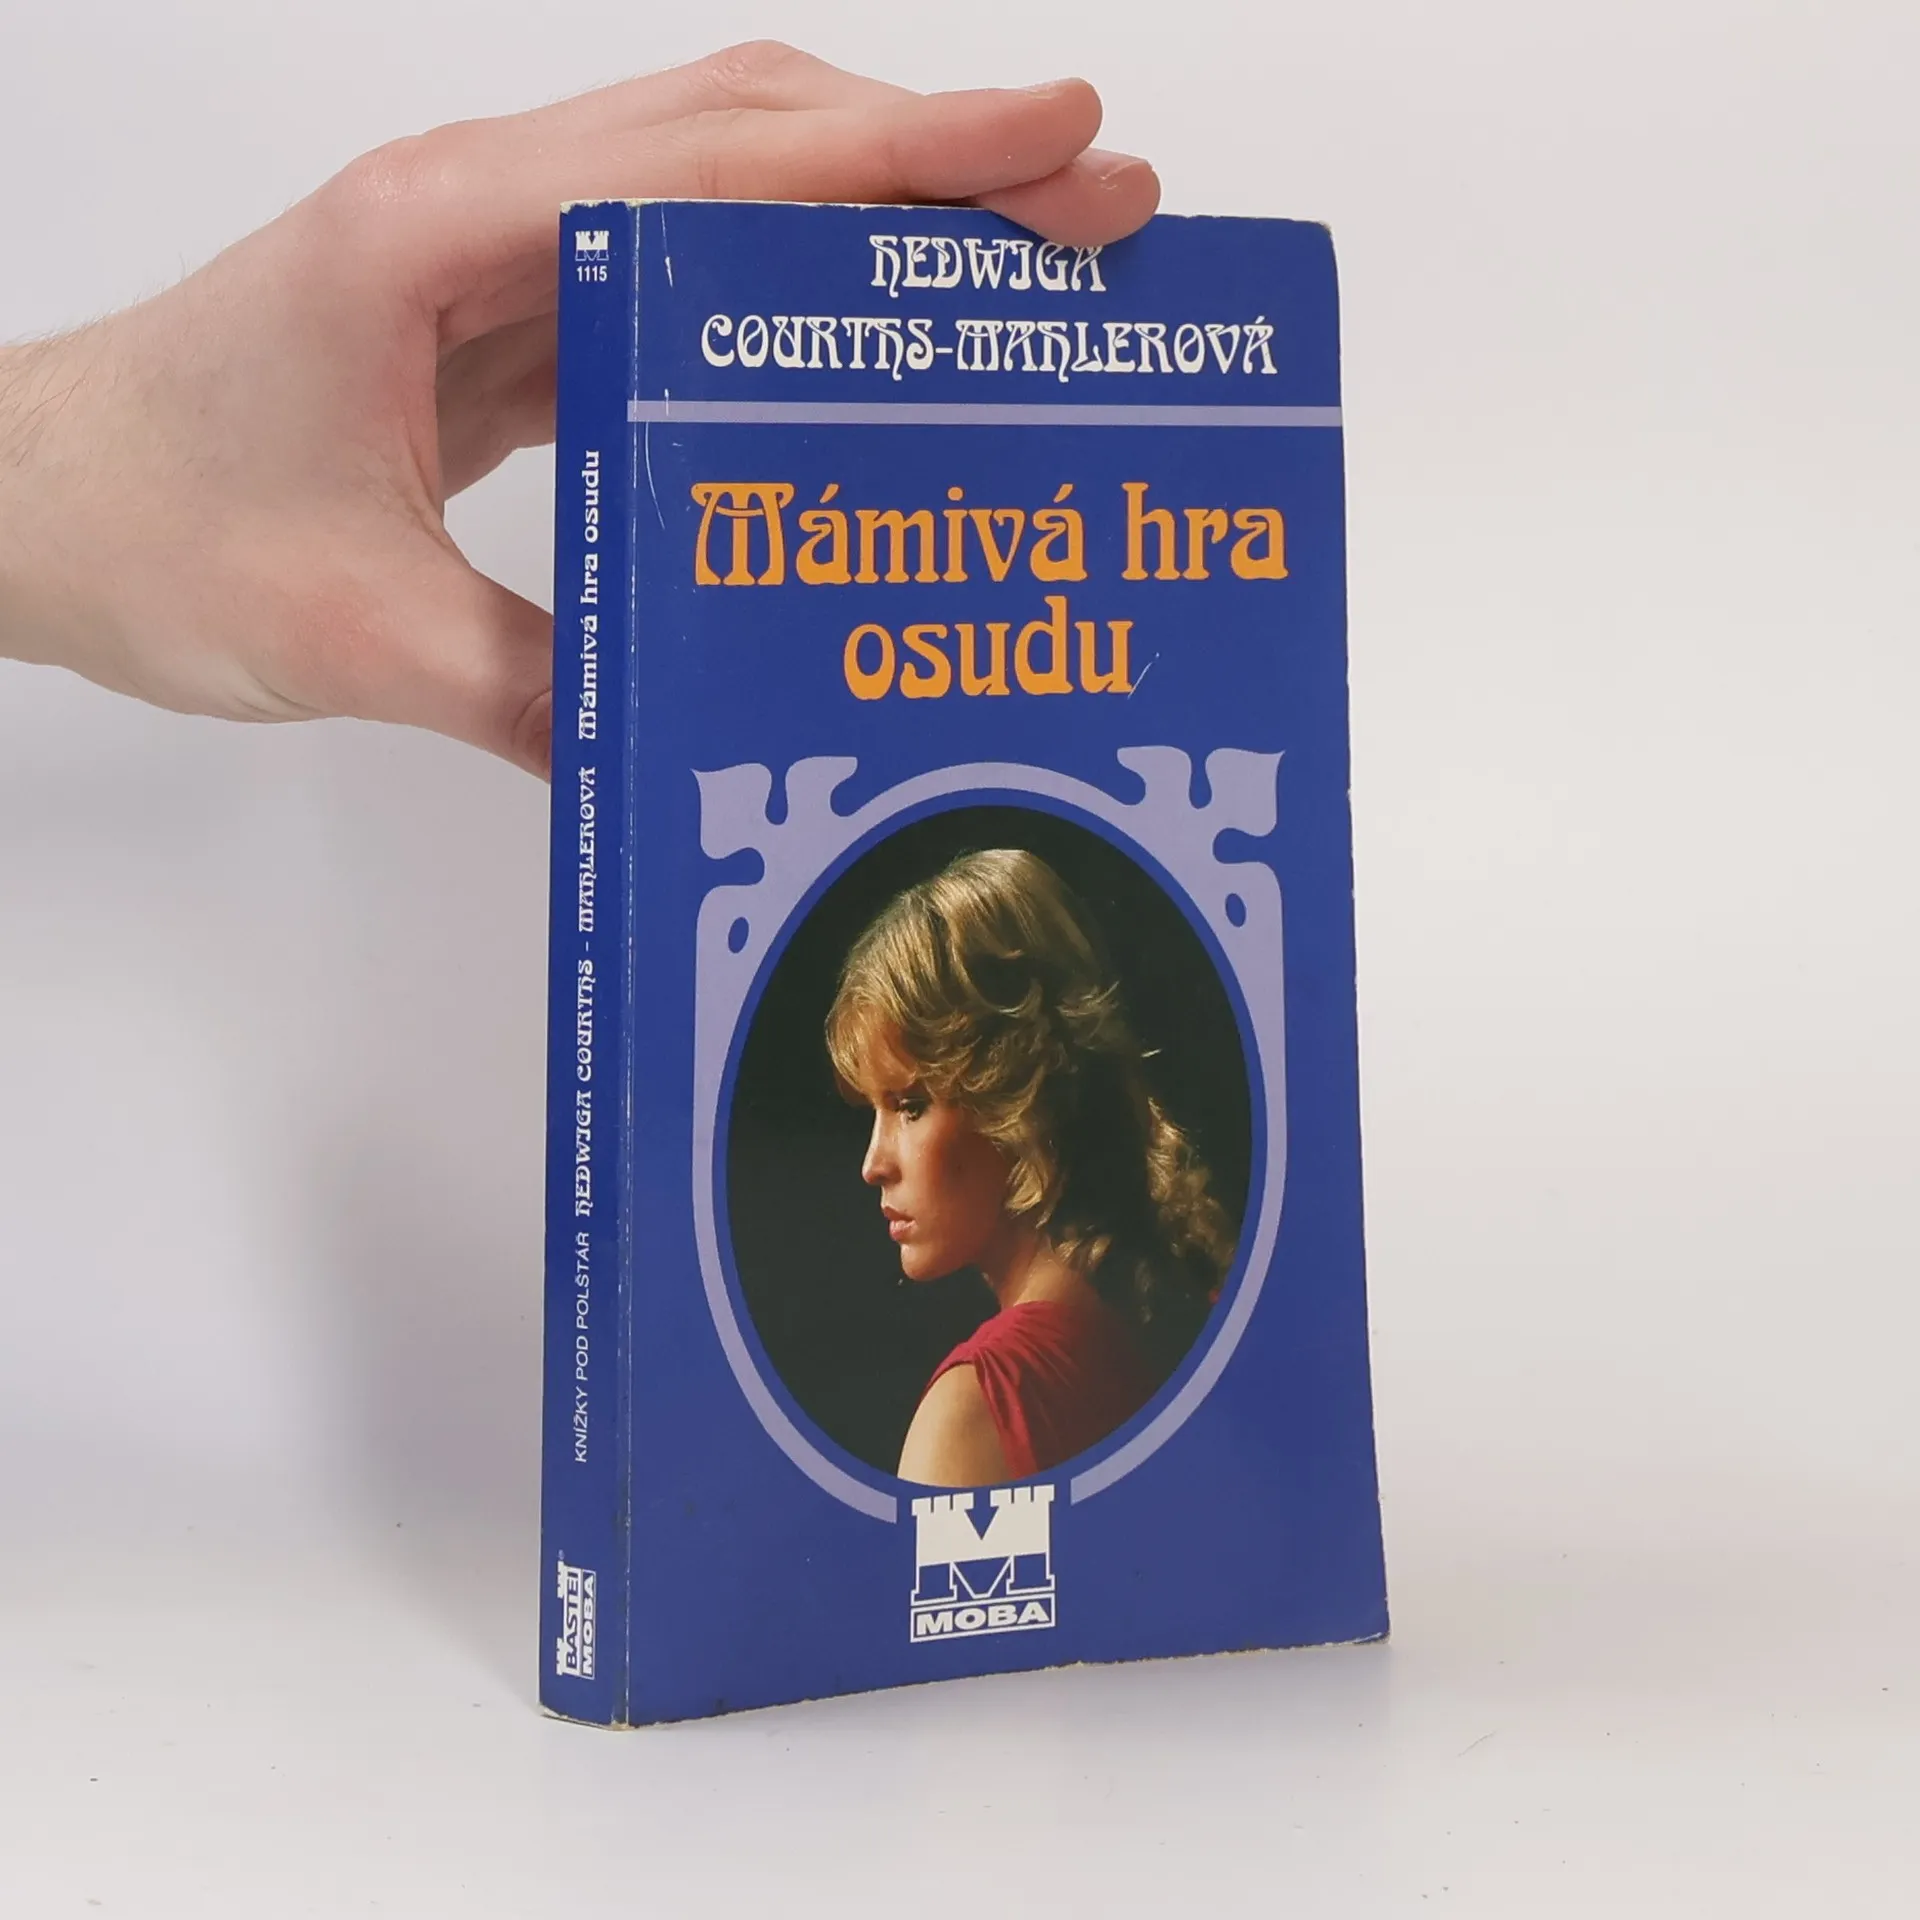 HEDWIGA
COURTHS-MAHLEROVÁ
Mámivá hra
osudu
MOBA
1115
KNÍŽKY POD POLŠTÁŘ HEDWIGA COURTHS - MAHLEROVÁ Mámivá hra osudu
BASTEI
MOBA